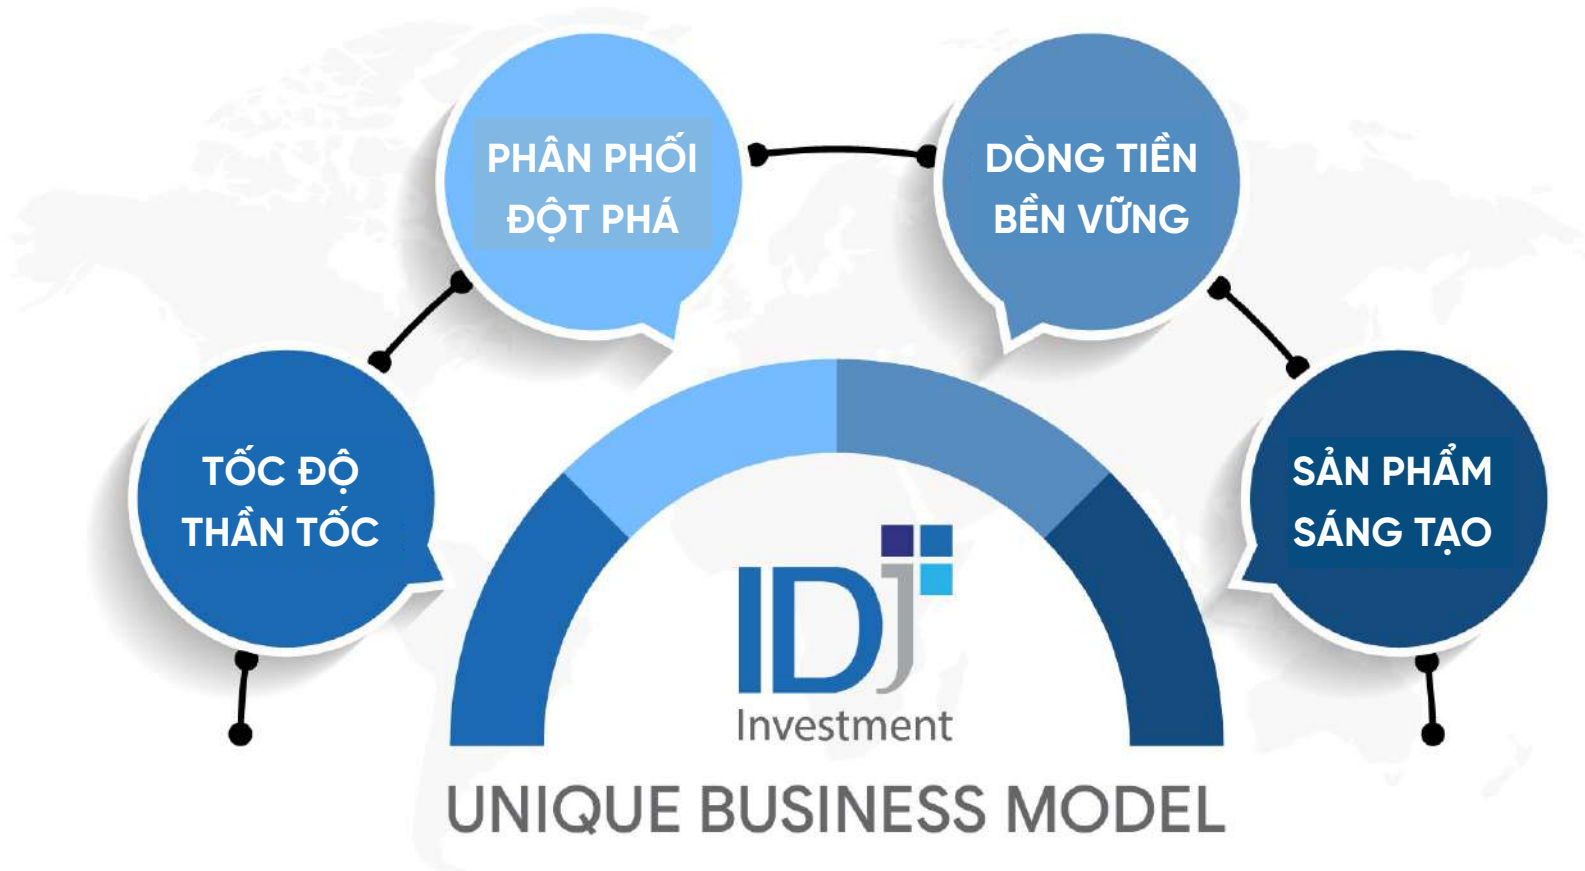 PHÂN PHỐI
ĐỘT PHÁ
DÒNG TIỀN
BỀN VỮNG
TỐC ĐỘ
THẦN TỐC
SẢN PHẨM
SÁNG TẠO
IDJ
Investment
UNIQUE BUSINESS MODEL